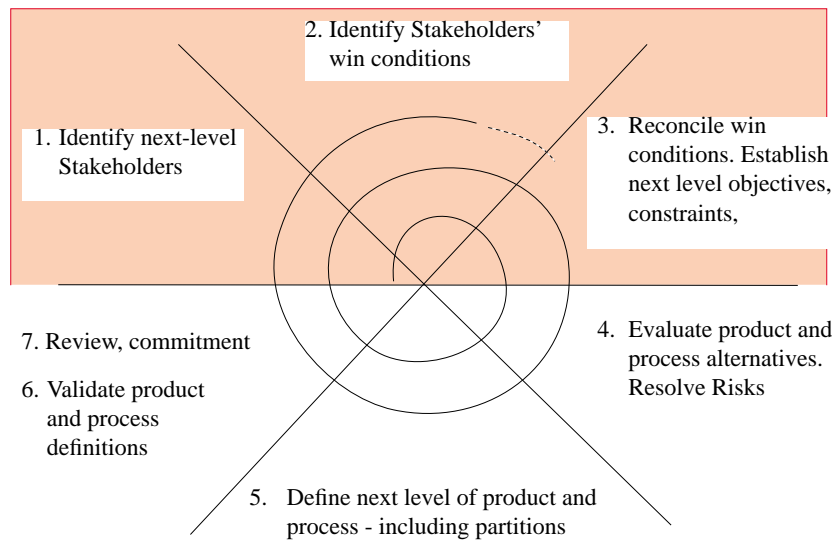 2. Identify Stakeholders’
win conditions
1. Identify next-level
Stakeholders
3. Reconcile win
conditions. Establish
next level objectives,
constraints,
4. Evaluate product and
process alternatives.
Resolve Risks
7. Review, commitment
6. Validate product
and process
definitions
5. Define next level of product and
process - including partitions